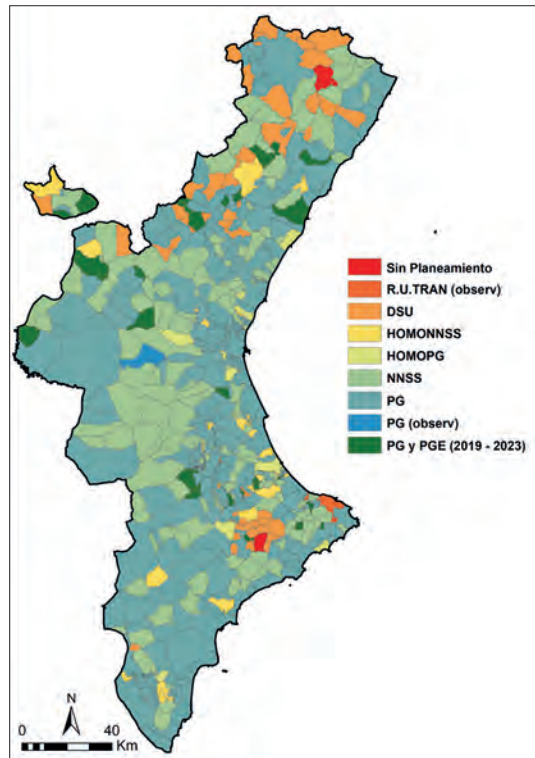 Sin Planeamiento
R.U.TRAN (observ)
DSU
HOMONNSS
HOMOPG
NNSS
PG
PG (observ)
PG y PGE (2019 - 2023)
N
0 40
Km